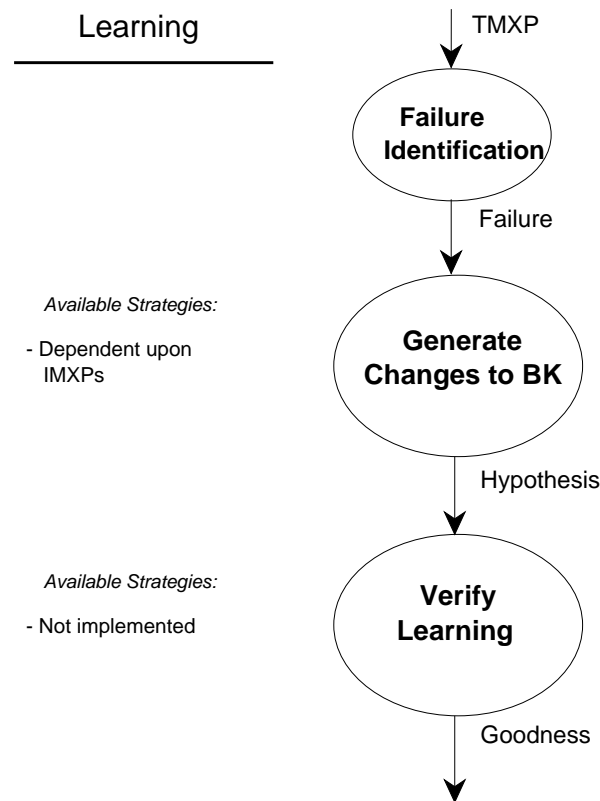 Learning
TMXP
Failure
Identification
Failure
Available Strategies:
- Dependent upon
IMXPs
Generate
Changes to BK
Hypothesis
Available Strategies:
- Not implemented
Verify
Learning
Goodness